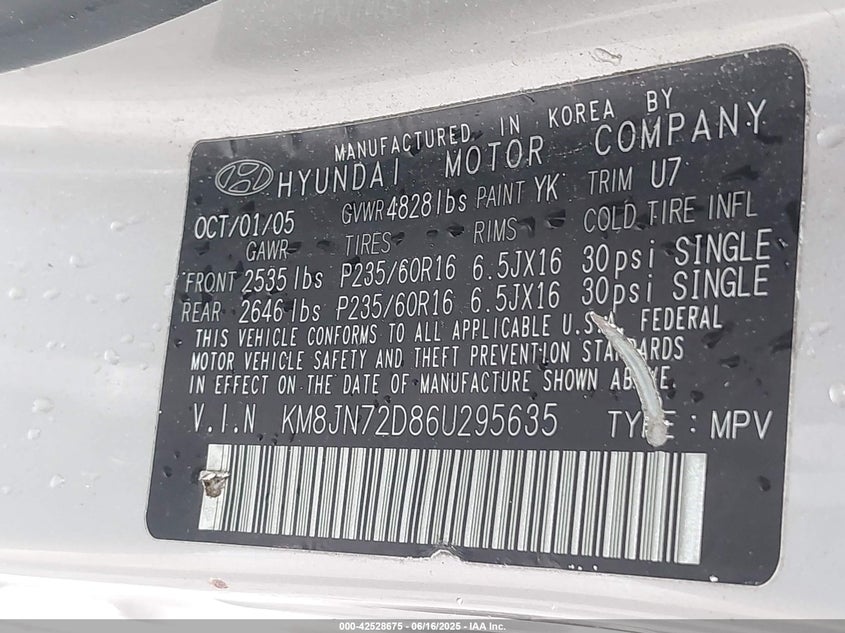 MANUFACTURED IN KOREA BY
HYUNDAI MOTOR COMPANY
OCT/01/05 GVWR 4828 lbs PAINT YK TRIM U7
GAWR TIRES RIMS COLD TIRE INFL
FRONT 2535 lbs P235/60R16 6.5JX16 30psi SINGLE
REAR 2646 lbs P235/60R16 6.5JX16 30psi SINGLE
THIS VEHICLE CONFORMS TO ALL APPLICABLE U.S.A. FEDERAL
MOTOR VEHICLE SAFETY AND THEFT PREVENTION STANDARDS
IN EFFECT ON THE DATE OF MANUFACTURE SHOWN ABOVE.
V.I.N KM8JN72D86U295635 TYPE : MPV
000-42528675 - 06/16/2025 - IAA, Inc.